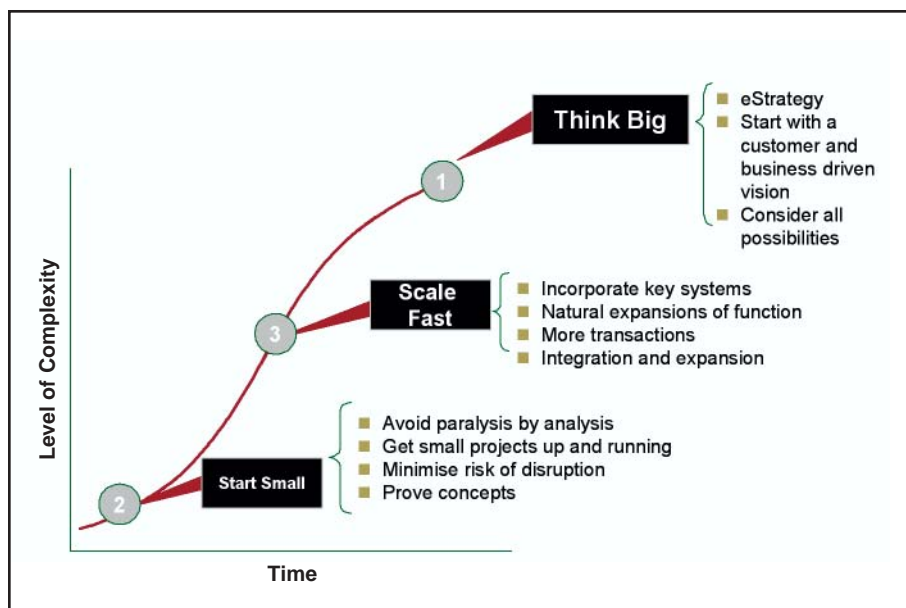 Think Big
eStrategy
Start with a
customer and
business driven
vision
Consider all
possibilities
1
Scale
Fast
Incorporate key systems
Natural expansions of function
More transactions
Integration and expansion
3
Start Small
Avoid paralysis by analysis
Get small projects up and running
Minimise risk of disruption
Prove concepts
2
Level of Complexity
Time